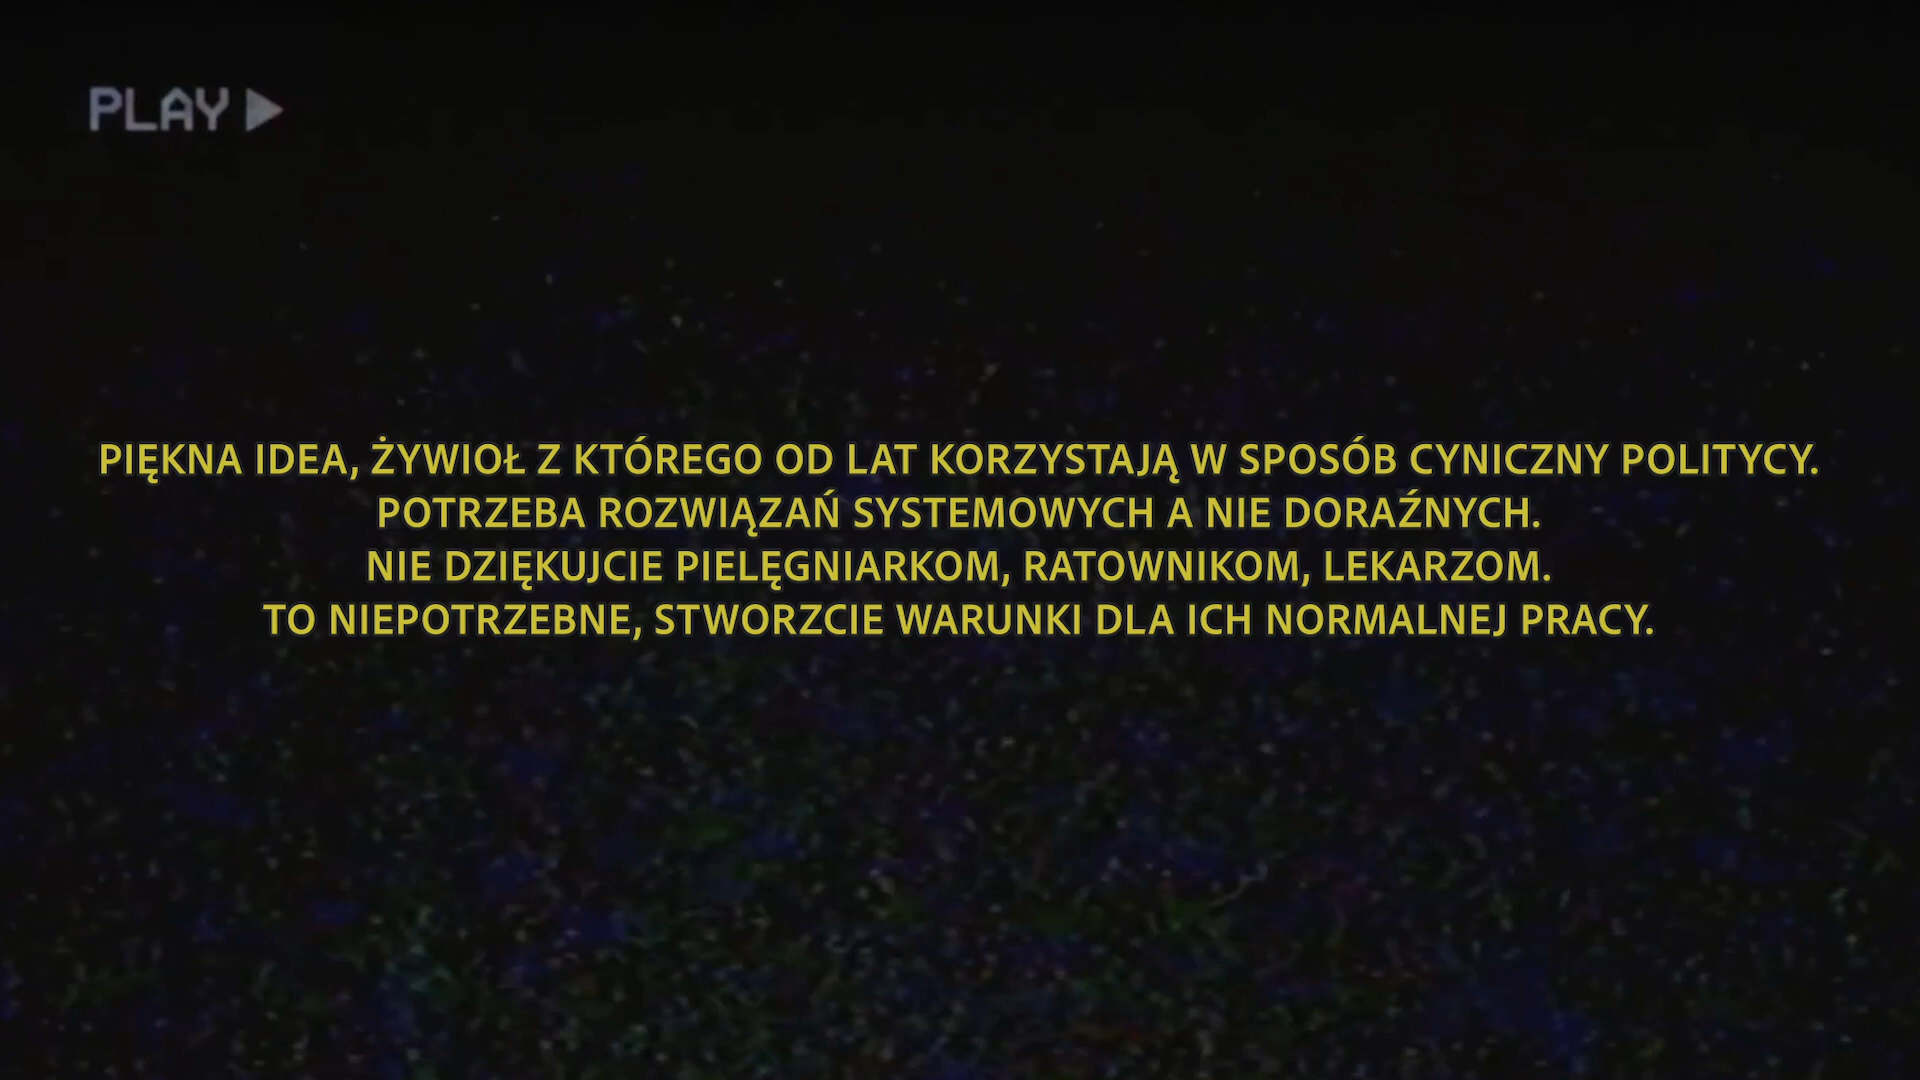 PLAY
PIĘKNA IDEA, ŻYWIOŁ Z KTÓREGO OD LAT KORZYSTAJĄ W SPOSÓB CYNICZNY POLITYCY.
POTRZEBA ROZWIĄZAŃ SYSTEMOWYCH A NIE DORAŹNYCH.
NIE DZIĘKUJCIE PIELĘGNIARKOM, RATOWNIKOM, LEKARZOM.
TO NIEPOTRZEBNE, STWORZCIE WARUNKI DLA ICH NORMALNEJ PRACY.